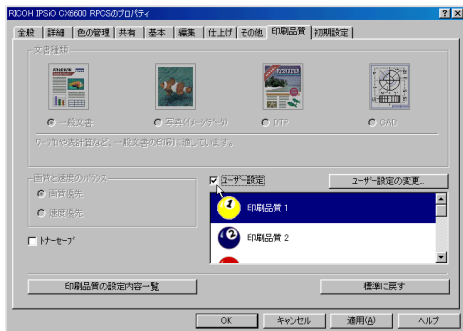 RICOH IPSiO CX6600 RPCSのプロパティ
全般 詳細 色の管理 共有 基本 編集 仕上げ その他 印刷品質 初期設定
文書種類
一般文書 写真(イメージデータ) DTP CAD
ワープロや表計算など、一般文書の印刷に適しています。
画質と速度のバランス
画質優先
速度優先
トナーセーブ
ユーザー設定 ユーザー設定の変更...
1 印刷品質 1
2 印刷品質 2
印刷品質の設定内容一覧 標準に戻す
OK キャンセル 適用(A) ヘルプ